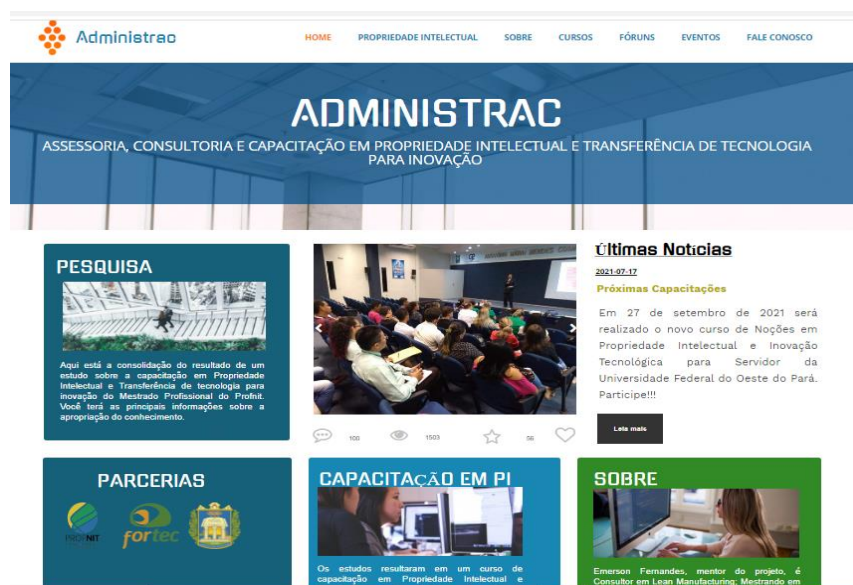 Administrac
HOME PROPRIEDADE INTELECTUAL SOBRE CURSOS FÓRUNS EVENTOS FALE CONOSCO
ADMINISTRAC
ASSESSORIA, CONSULTORIA E CAPACITAÇÃO EM PROPRIEDADE INTELECTUAL E TRANSFERÊNCIA DE TECNOLOGIA
PARA INOVAÇÃO
PESQUISA
Aqui está a consolidação do resultado de um
estudo sobre a capacitação em Propriedade
Intelectual e Transferência de tecnologia para
inovação do Mestrado Profissional do Profnit.
Você terá as principais informações sobre a
apropriação do conhecimento.
100 1503 56
Últimas Notícias
2021-07-17
Próximas Capacitações
Em 27 de setembro de 2021 será
realizado o novo curso de Noções em
Propriedade Intelectual e Inovação
Tecnológica para Servidor da
Universidade Federal do Oeste do Pará.
Participe!!!
Leia mais
PARCERIAS
PROFNIT
fortec
CAPACITAÇÃO EM PI
Os estudos resultaram em um curso de
capacitação em Propriedade Intelectual e
SOBRE
Emerson Fernandes, mentor do projeto, é
Consultor em Lean Manufacturing; Mestrando em